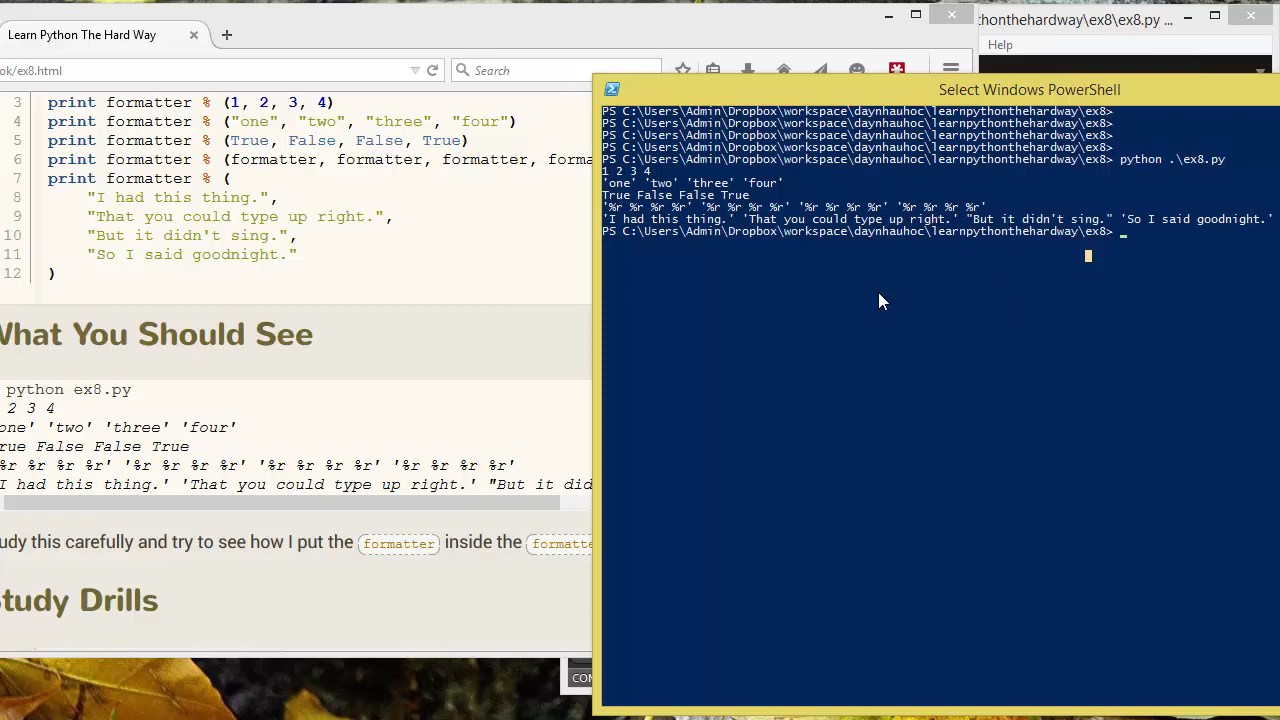 Learn Python The Hard Way
ok/ex8.html
Search
3 print formatter % (1, 2, 3, 4)
4 print formatter % ("one", "two", "three", "four")
5 print formatter % (True, False, False, True)
6 print formatter % (formatter, formatter, formatter, forma
7 print formatter % (
8 "I had this thing.",
9 "That you could type up right.",
10 "But it didn't sing.",
11 "So I said goodnight."
12 )
What You Should See
python ex8.py
2 3 4
one' 'two' 'three' 'four'
rue False False True
%r %r %r %r' '%r %r %r %r' '%r %r %r %r' '%r %r %r %r'
I had this thing.' 'That you could type up right.' "But it did
udy this carefully and try to see how I put the formatter inside the formatte
tudy Drills
thonthehardway\ex8\ex8.py ...
Help
Select Windows PowerShell
PS C:\Users\Admin\Dropbox\workspace\daynhauhoc\learnpythonthehardway\ex8>
PS C:\Users\Admin\Dropbox\workspace\daynhauhoc\learnpythonthehardway\ex8>
PS C:\Users\Admin\Dropbox\workspace\daynhauhoc\learnpythonthehardway\ex8>
PS C:\Users\Admin\Dropbox\workspace\daynhauhoc\learnpythonthehardway\ex8>
PS C:\Users\Admin\Dropbox\workspace\daynhauhoc\learnpythonthehardway\ex8> python .\ex8.py
1 2 3 4
'one' 'two' 'three' 'four'
True False False True
'%r %r %r %r' '%r %r %r %r' '%r %r %r %r' '%r %r %r %r'
'I had this thing.' 'That you could type up right.' "But it didn't sing." 'So I said goodnight.'
PS C:\Users\Admin\Dropbox\workspace\daynhauhoc\learnpythonthehardway\ex8>
COM